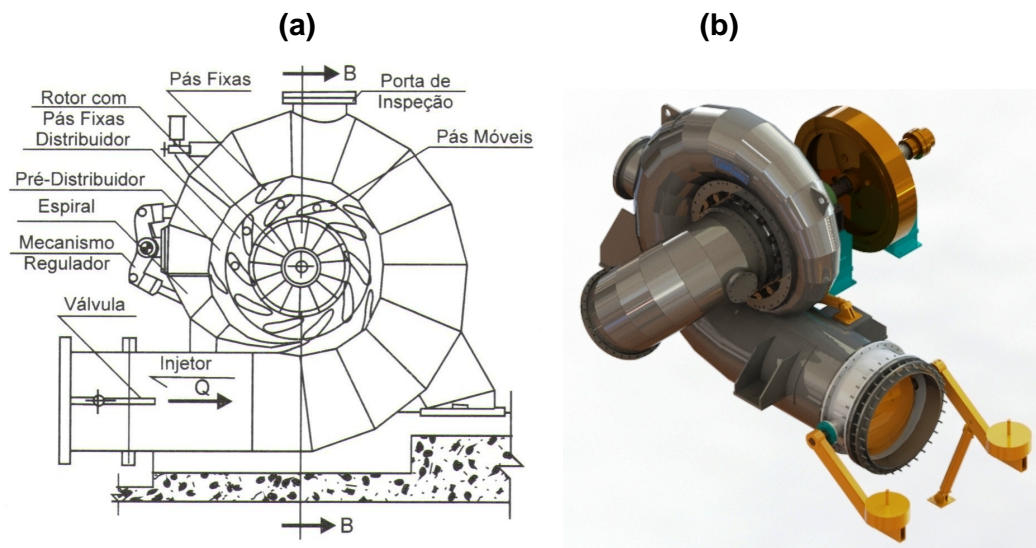 (a)
(b)
B
Pás Fixas
Porta de
Inspeção
Rotor com
Pás Fixas
Distribuidor
Pás Móveis
Pré-Distribuidor
Espiral
Mecanismo
Regulador
Válvula
Injetor
Q
B